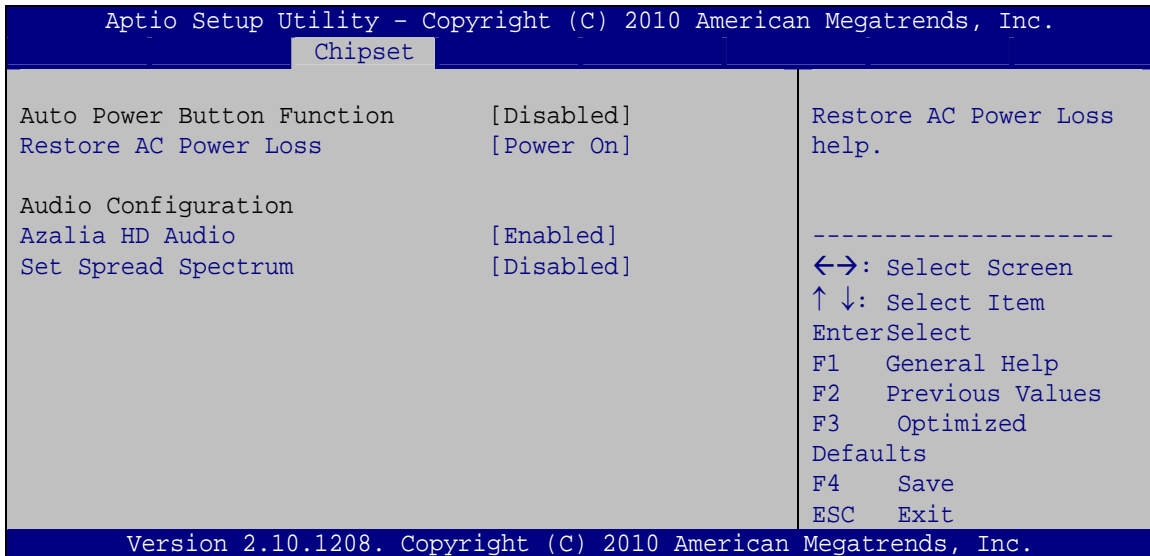 Aptio Setup Utility – Copyright (C) 2010 American Megatrends, Inc.
Chipset
Auto Power Button Function [Disabled]
Restore AC Power Loss [Power On]
Audio Configuration
Azalia HD Audio [Enabled]
Set Spread Spectrum [Disabled]
Restore AC Power Loss
help.
---------------------
←→: Select Screen
↑ ↓: Select Item
EnterSelect
F1 General Help
F2 Previous Values
F3 Optimized
Defaults
F4 Save
ESC Exit
Version 2.10.1208. Copyright (C) 2010 American Megatrends, Inc.